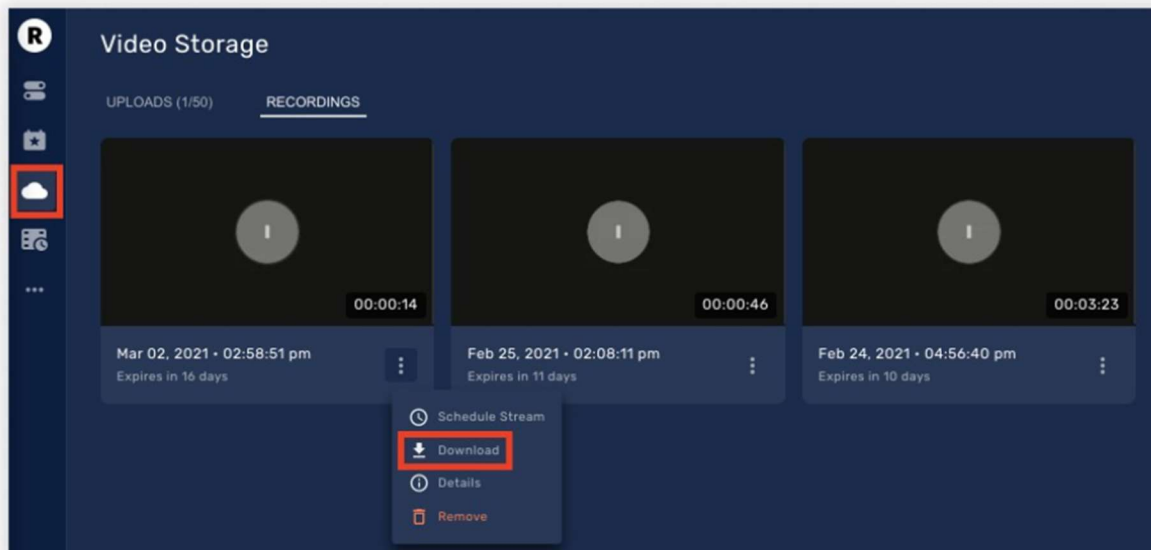 R
Video Storage
UPLOADS (1/50)
RECORDINGS
00:00:14
00:00:46
00:03:23
Mar 02, 2021 • 02:58:51 pm
Expires in 16 days
Feb 25, 2021 • 02:08:11 pm
Expires in 11 days
Feb 24, 2021 • 04:56:40 pm
Expires in 10 days
Schedule Stream
Download
Details
Remove